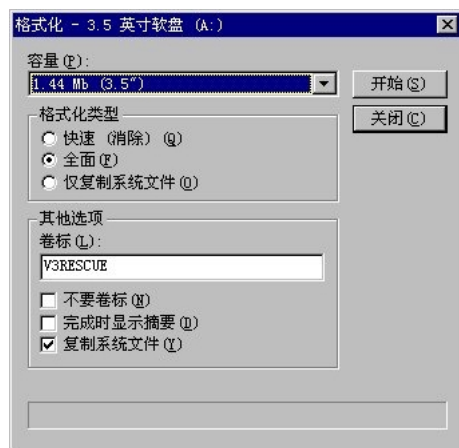 格式化 - 3.5 英寸软盘 (A:)
容量(P):
1.44 Mb (3.5")
开始(S)
关闭(C)
格式化类型
快速 (消除) (Q)
全面(F)
仅复制系统文件(O)
其他选项
卷标(L):
V3RESCUE
不要卷标(N)
完成时显示摘要(D)
复制系统文件(Y)